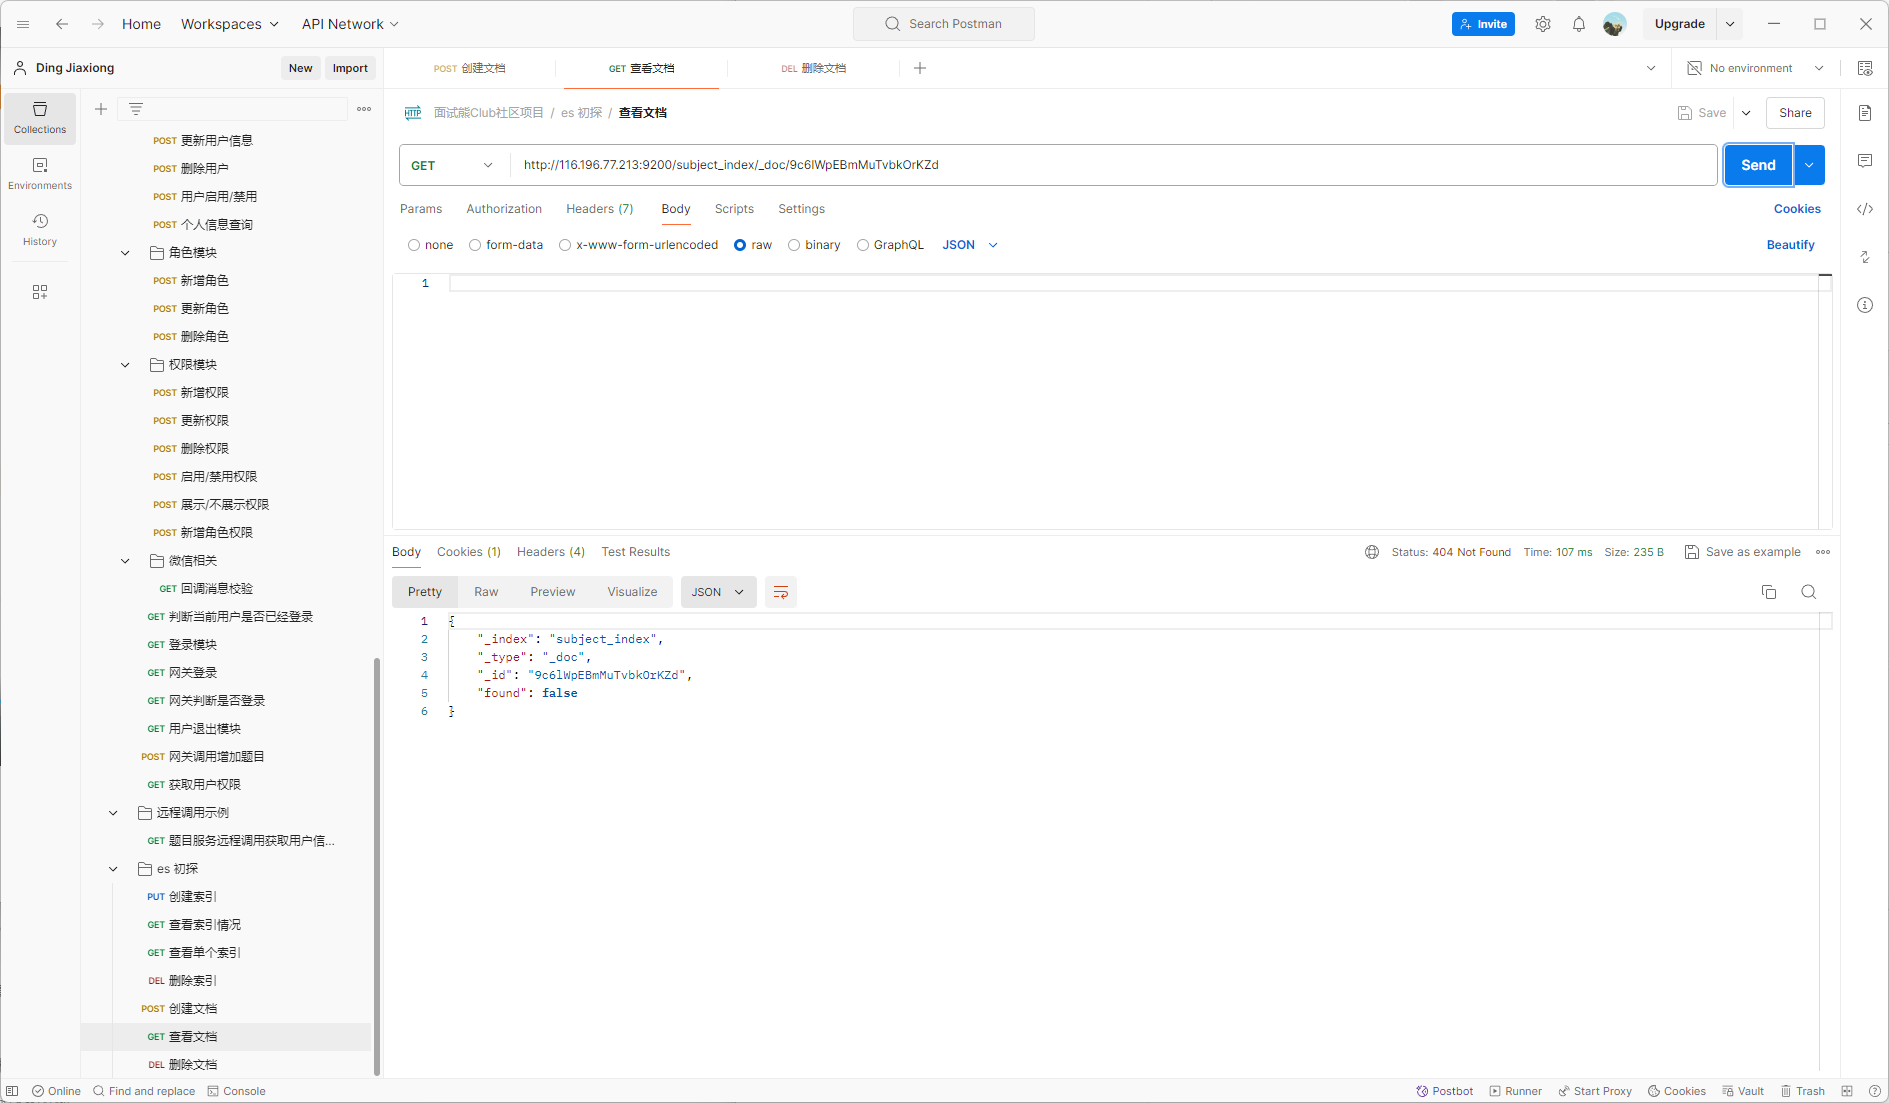 Home Workspaces API Network Search Postman Invite Upgrade
Ding Jiaxiong New Import POST 创建文档 GET 查看文档 DEL 删除文档 No environment
Collections
Environments
History
POST 更新用户信息
POST 删除用户
POST 用户启用/禁用
POST 个人信息查询
角色模块
POST 新增角色
POST 更新角色
POST 删除角色
权限模块
POST 新增权限
POST 更新权限
POST 删除权限
POST 启用/禁用权限
POST 展示/不展示权限
POST 新增角色权限
微信相关
GET 回调消息校验
GET 判断当前用户是否已经登录
GET 登录模块
GET 网关登录
GET 网关判断是否登录
GET 用户退出模块
POST 网关调用增加题目
GET 获取用户权限
远程调用示例
GET 题目服务远程调用获取用户信...
es 初探
PUT 创建索引
GET 查看索引情况
GET 查看单个索引
DEL 删除索引
POST 创建文档
GET 查看文档
DEL 删除文档
HTTP 面试熊Club社区项目 / es 初探 / 查看文档 Save Share
GET http://116.196.77.213:9200/subject_index/_doc/9c6lWpEBmMuTvbkOrKZd Send
Params Authorization Headers (7) Body Scripts Settings Cookies
none form-data x-www-form-urlencoded raw binary GraphQL JSON Beautify
1
Body Cookies (1) Headers (4) Test Results Status: 404 Not Found Time: 107 ms Size: 235 B Save as example
Pretty Raw Preview Visualize JSON
1 {
2 "_index": "subject_index",
3 "_type": "_doc",
4 "_id": "9c6lWpEBmMuTvbkOrKZd",
5 "found": false
6 }
Online Find and replace Console Postbot Runner Start Proxy Cookies Vault Trash